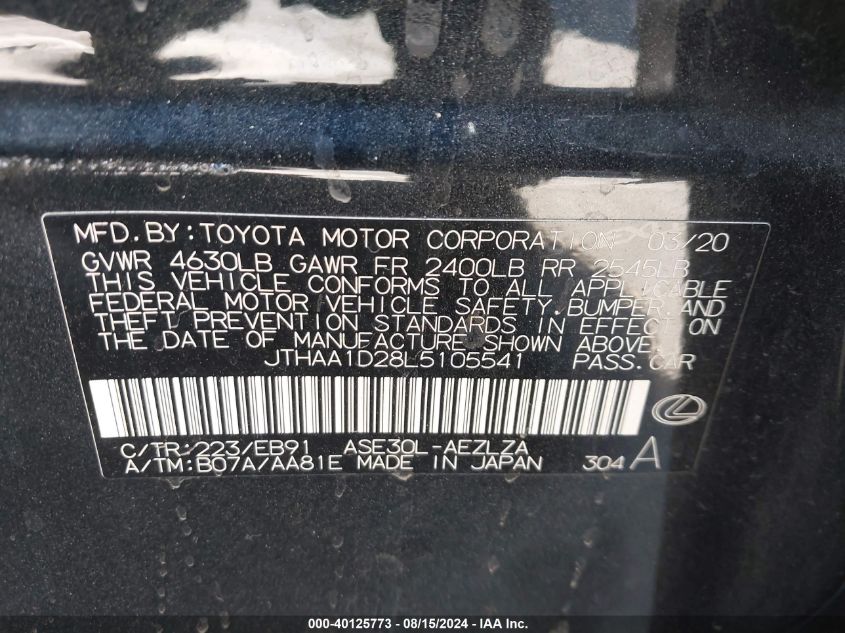 MFD. BY: TOYOTA MOTOR CORPORATION 03/20
GVWR 4630LB GAWR FR 2400LB RR 2545LB
THIS VEHICLE CONFORMS TO ALL APPLICABLE
FEDERAL MOTOR VEHICLE SAFETY, BUMPER, AND
THEFT PREVENTION STANDARDS IN EFFECT ON
THE DATE OF MANUFACTURE SHOWN ABOVE.
JTHAA1D28L5105541 PASS. CAR
C/TR: 223/EB91 ASE30L-AEZLZA
A/TM: B07A/AA81E MADE IN JAPAN 304 A
000-40125773 - 08/15/2024 - IAA Inc.